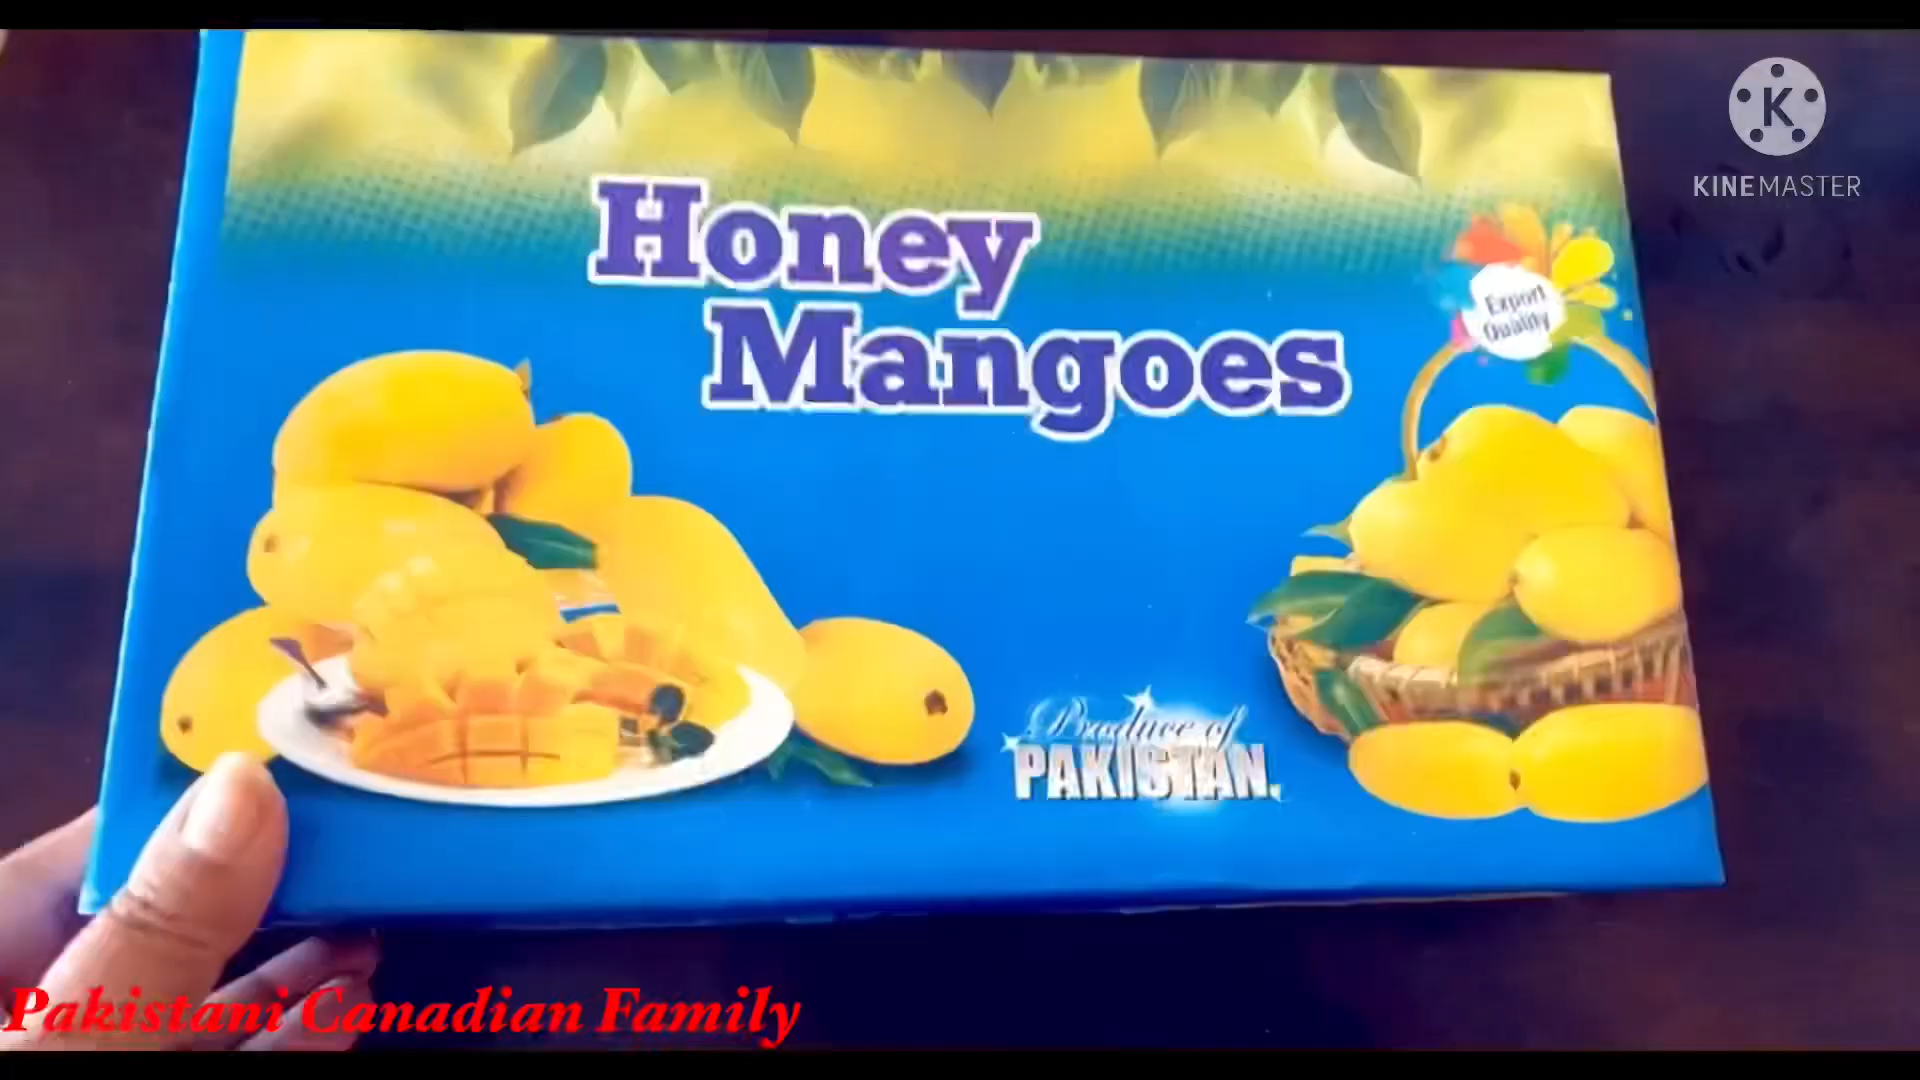 K
KINEMASTER
Honey
Mangoes
Export
Quality
Produce of
PAKISTAN.
Pakistani Canadian Family